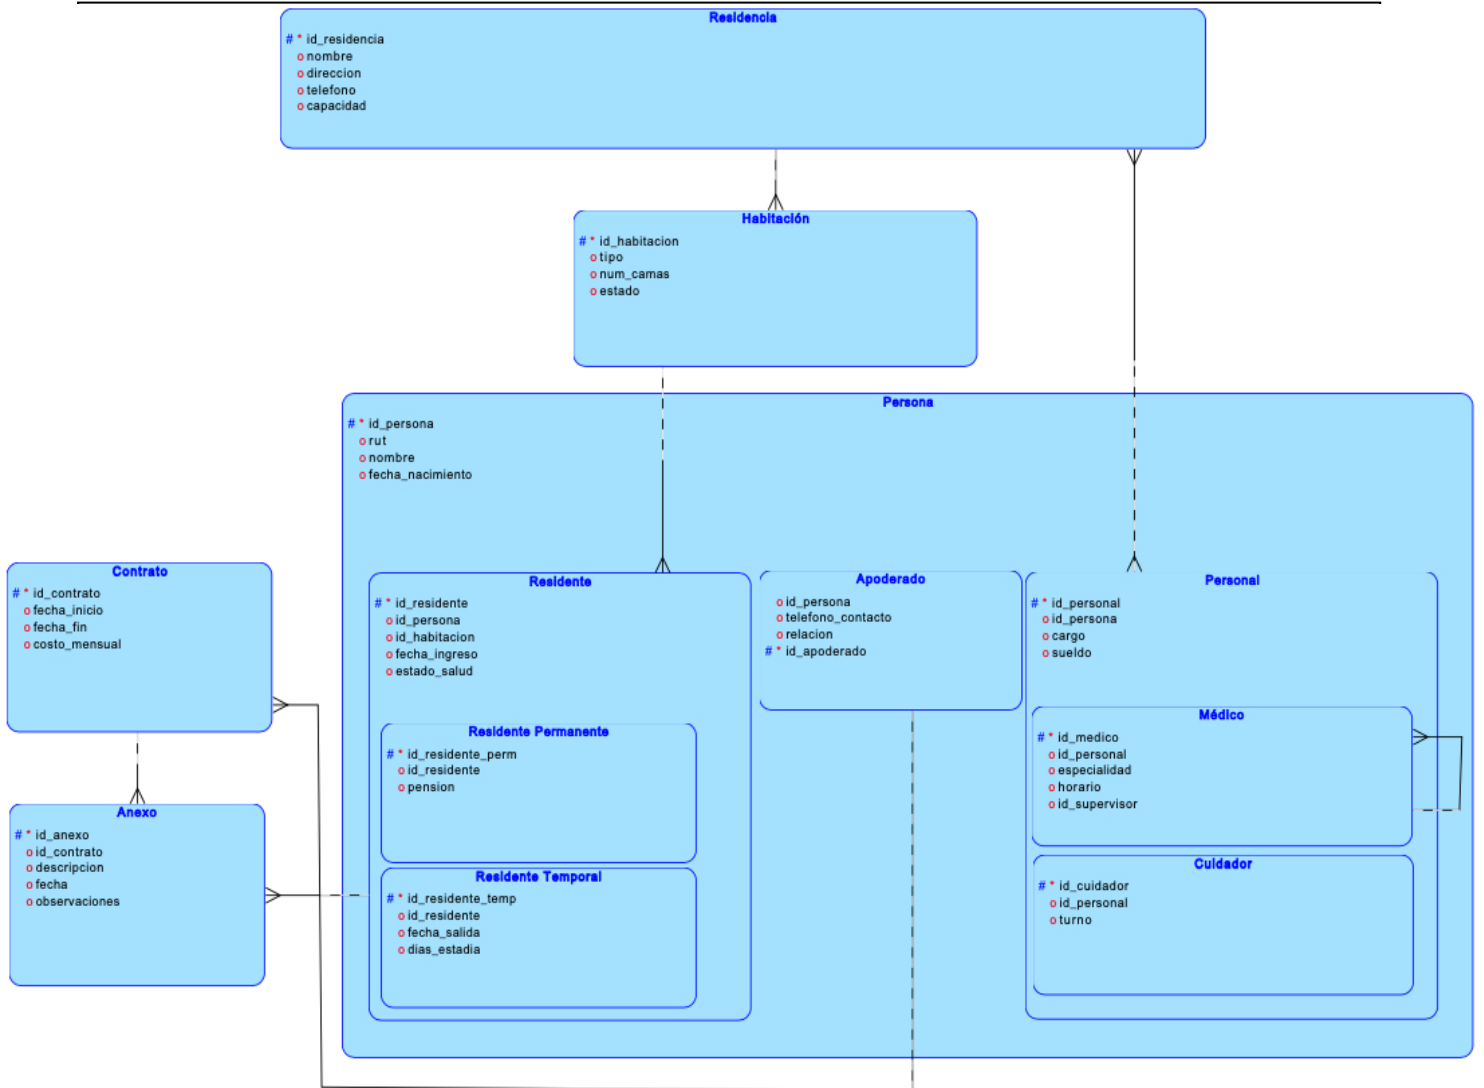 Residencia
# * id_residencia
o nombre
o direccion
o telefono
o capacidad
Habitación
# * id_habitacion
o tipo
o num_camas
o estado
Persona
# * id_persona
o rut
o nombre
o fecha_nacimiento
Contrato
# * id_contrato
o fecha_inicio
o fecha_fin
o costo_mensual
Anexo
# * id_anexo
o id_contrato
o descripcion
o fecha
o observaciones
Residente
# * id_residente
o id_persona
o id_habitacion
o fecha_ingreso
o estado_salud
Residente Permanente
# * id_residente_perm
o id_residente
o pension
Residente Temporal
# * id_residente_temp
o id_residente
o fecha_salida
o dias_estadia
Apoderado
o id_persona
o telefono_contacto
o relacion
# * id_apoderado
Personal
# * id_personal
o id_persona
o cargo
o sueldo
Médico
# * id_medico
o id_personal
o especialidad
o horario
o id_supervisor
Cuidador
# * id_cuidador
o id_personal
o turno